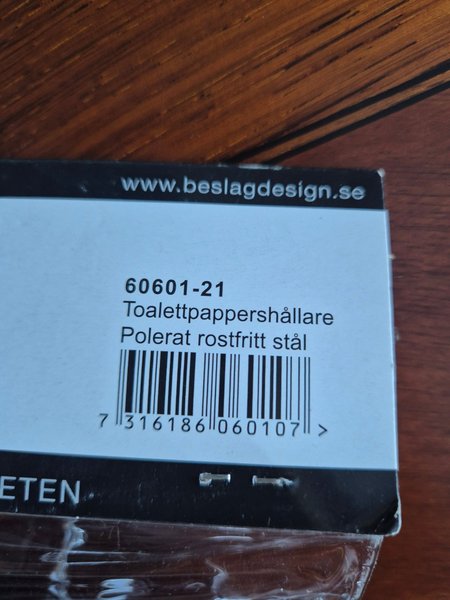 www.beslagdesign.se
60601-21
Toalettpappershållare
Polerat rostfritt stål
7 316186 060107 >
ETEN